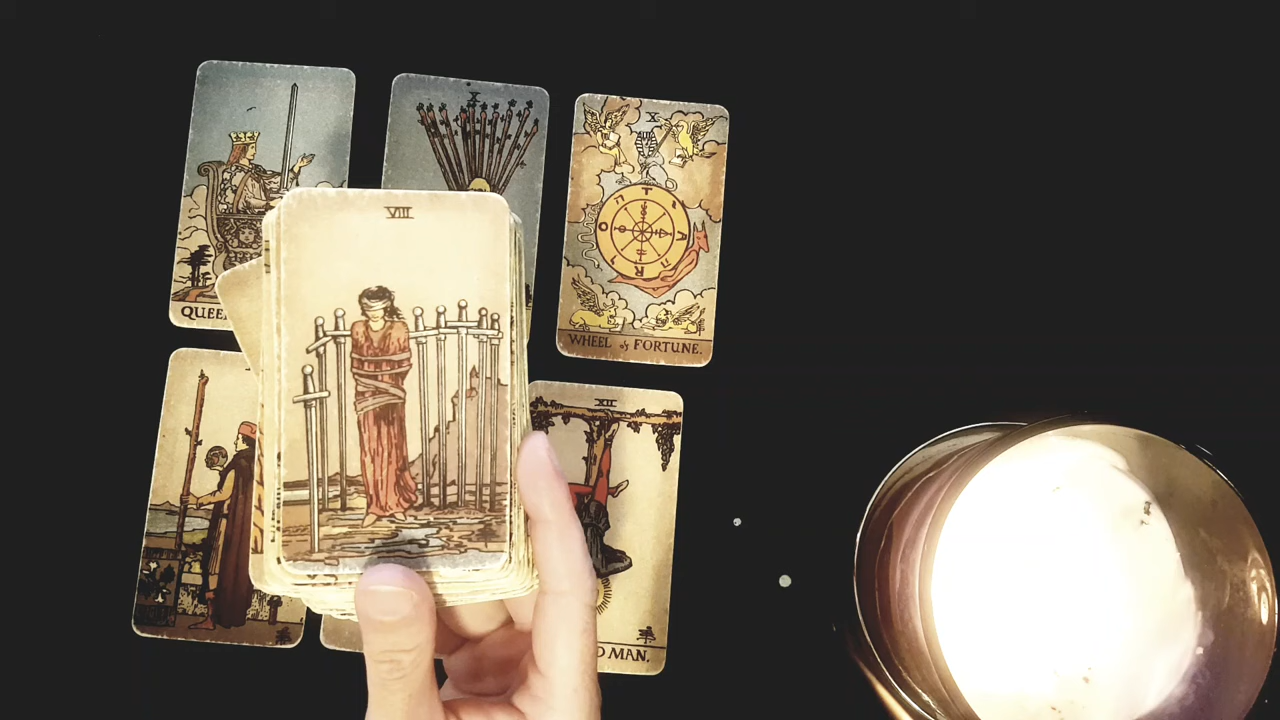 X
X
QUEE
WHEEL of FORTUNE.
T
A
R
O
VIII
XII
D MAN.